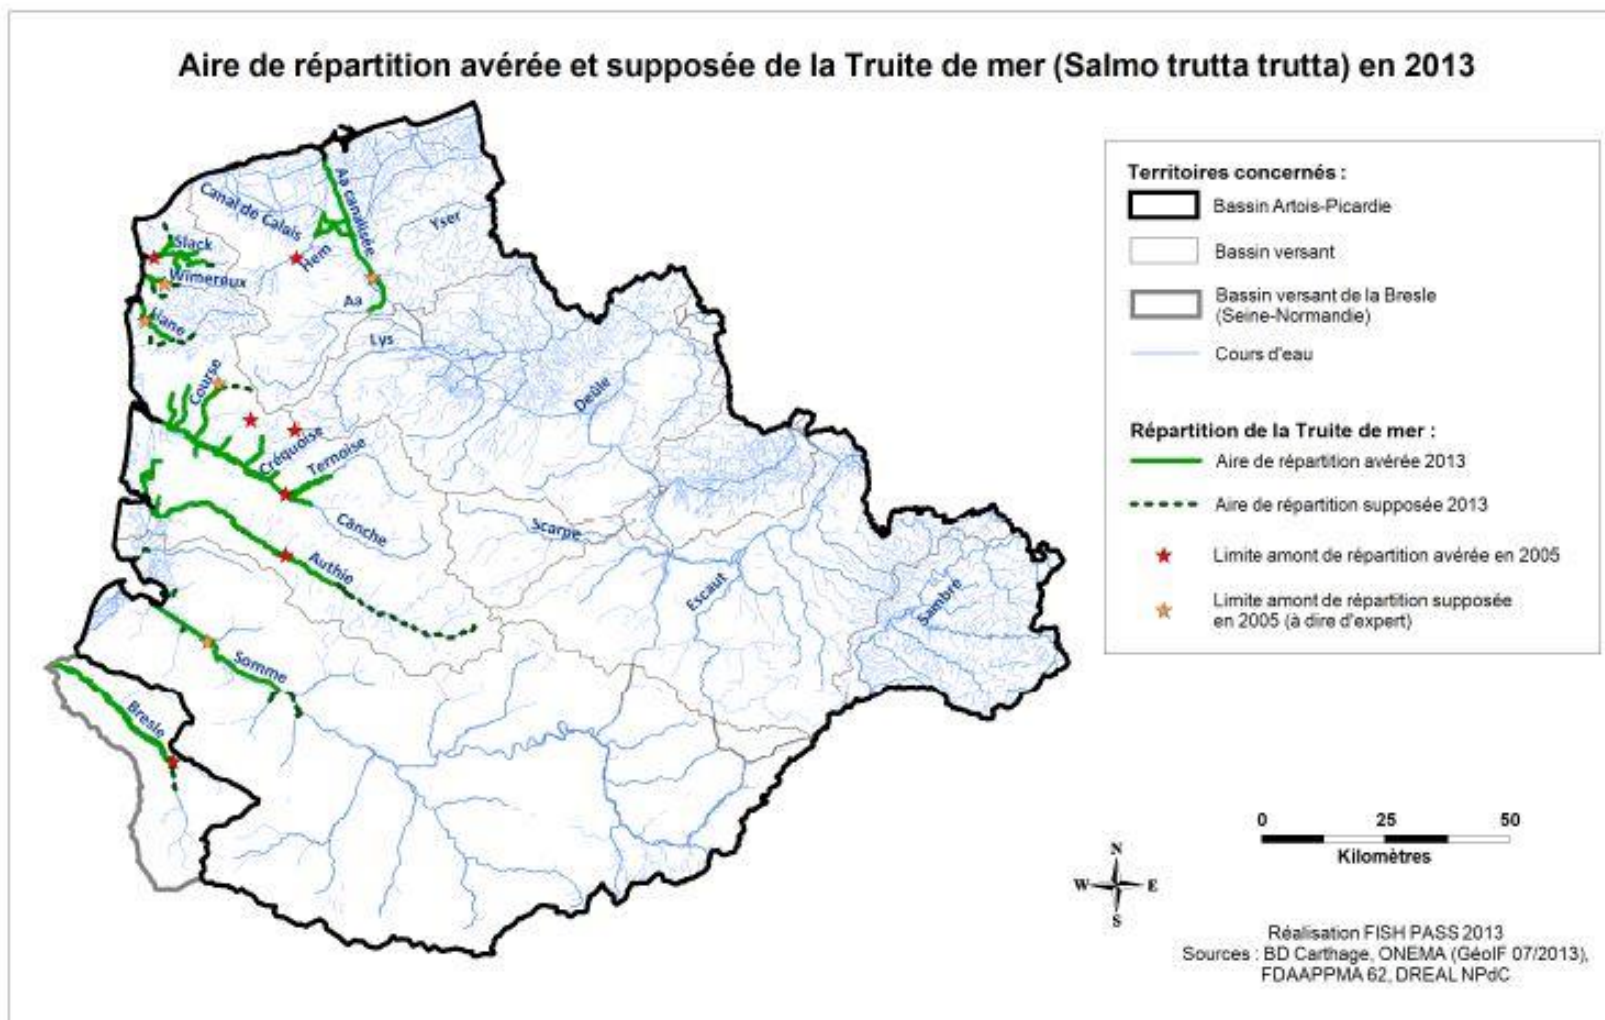 Aire de répartition avérée et supposée de la Truite de mer (Salmo trutta trutta) en 2013
Territoires concernés :
Bassin Artois-Picardie
Bassin versant
Bassin versant de la Bresle
(Seine-Normandie)
Cours d'eau
Répartition de la Truite de mer :
Aire de répartition avérée 2013
Aire de répartition supposée 2013
Limite amont de répartition avérée en 2005
Limite amont de répartition supposée
en 2005 (à dire d'expert)
Aa canalisée
Canal de Calais
Yser
Slack
Hem
Wimereux
Aa
Liane
Lys
Course
Deûle
Créquoise
Ternoise
Canche
Scarpe
Authie
Escaut
Sambre
Somme
Bresle
0 25 50
Kilomètres
N
W E
S
Réalisation FISH PASS 2013
Sources : BD Carthage, ONEMA (GéoIF 07/2013),
FDAAPPMA 62, DREAL NPdC